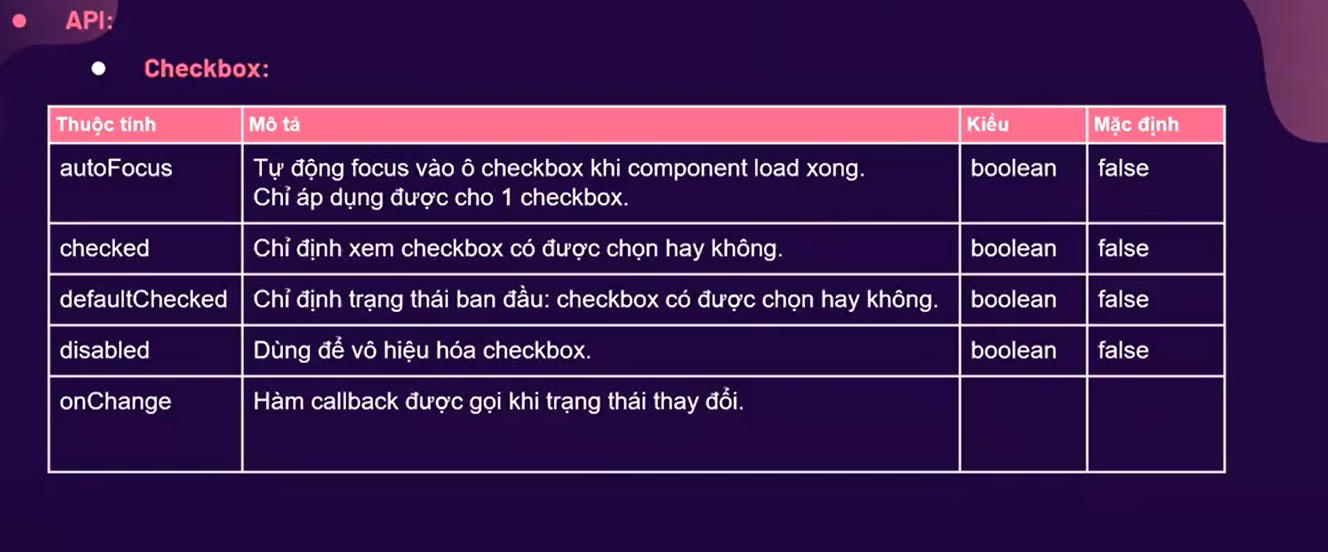 API:
Checkbox:
Thuộc tính Mô tả Kiểu Mặc định
autoFocus Tự động focus vào ô checkbox khi component load xong. boolean false
Chỉ áp dụng được cho 1 checkbox.
checked Chỉ định xem checkbox có được chọn hay không. boolean false
defaultChecked Chỉ định trạng thái ban đầu: checkbox có được chọn hay không. boolean false
disabled Dùng để vô hiệu hóa checkbox. boolean false
onChange Hàm callback được gọi khi trạng thái thay đổi.